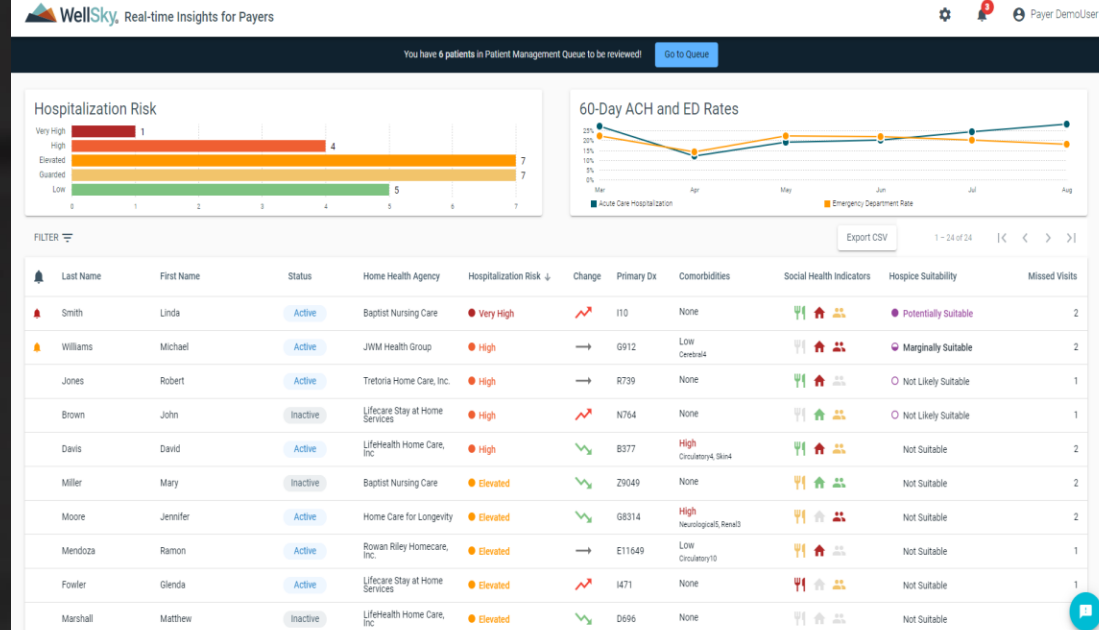 WellSky. Real-time Insights for Payers
3
Payer DemoUser
You have 6 patients in Patient Management Queue to be reviewed!
Go to Queue
Hospitalization Risk
Very High 1
High 4
Elevated 7
Guarded 7
Low 5
0 1 2 3 4 5 6 7
60-Day ACH and ED Rates
25%
20%
15%
10%
5%
0%
Mar Apr May Jun Jul Aug
Acute Care Hospitalization Emergency Department Rate
FILTER
Export CSV
1 – 24 of 24
Last Name First Name Status Home Health Agency Hospitalization Risk Change Primary Dx Comorbidities Social Health Indicators Hospice Suitability Missed Visits
Smith Linda Active Baptist Nursing Care Very High I10 None Potentially Suitable 2
Williams Michael Active JWM Health Group High G912 Low Marginally Suitable 2
Cerebral4
Jones Robert Active Tretoria Home Care, Inc. High R739 None Not Likely Suitable 1
Brown John Inactive Lifecare Stay at Home High N764 None Not Likely Suitable 1
Services
Davis David Active LifeHealth Home Care, High B377 High Not Suitable 2
Inc Circulatory4, Skin4
Miller Mary Inactive Baptist Nursing Care Elevated Z9049 None Not Suitable 2
Moore Jennifer Active Home Care for Longevity Elevated G8314 High Not Suitable 2
Neurological5, Renal3
Mendoza Ramon Active Rowan Riley Homecare, Elevated E11649 Low Not Suitable 1
Inc. Circulatory10
Fowler Glenda Active Lifecare Stay at Home Elevated I471 None Not Suitable 1
Services
Marshall Matthew Inactive LifeHealth Home Care, Elevated D696 None Not Suitable
Inc